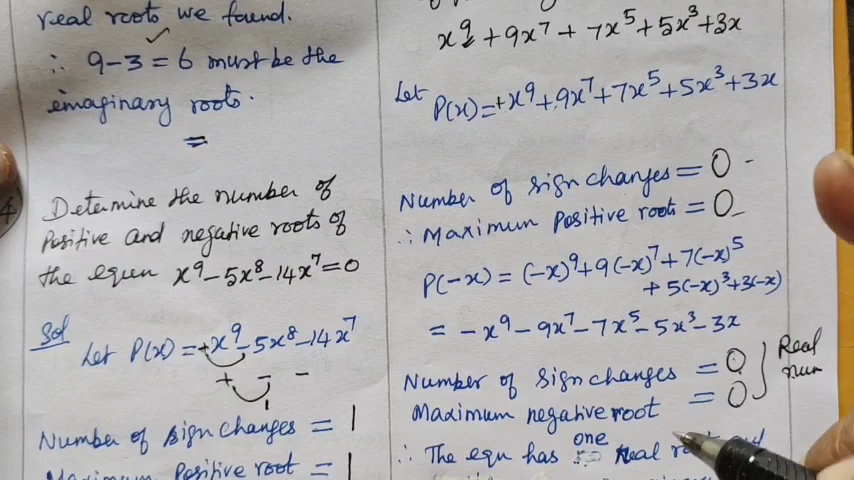 real roots we found.
∴ 9-3=6 must be the
imaginary roots.
Determine the number of
Positive and negative roots of
the equn x⁹-5x⁸-14x⁷=0
Sol
Let P(x)=+x⁹-5x⁸-14x⁷
+ - -
Number of sign changes = 1
Maximum Positive root = 1
x⁹+9x⁷+7x⁵+5x³+3x
Let P(x)=+x⁹+9x⁷+7x⁵+5x³+3x
Number of sign changes = 0
∴ Maximum Positive roots = 0
P(-x) = (-x)⁹+9(-x)⁷+7(-x)⁵
+5(-x)³+3(-x)
= -x⁹-9x⁷-7x⁵-5x³-3x
Number of sign changes = 0
Maximum negative root = 0
Real
num
∴ The equ has one real